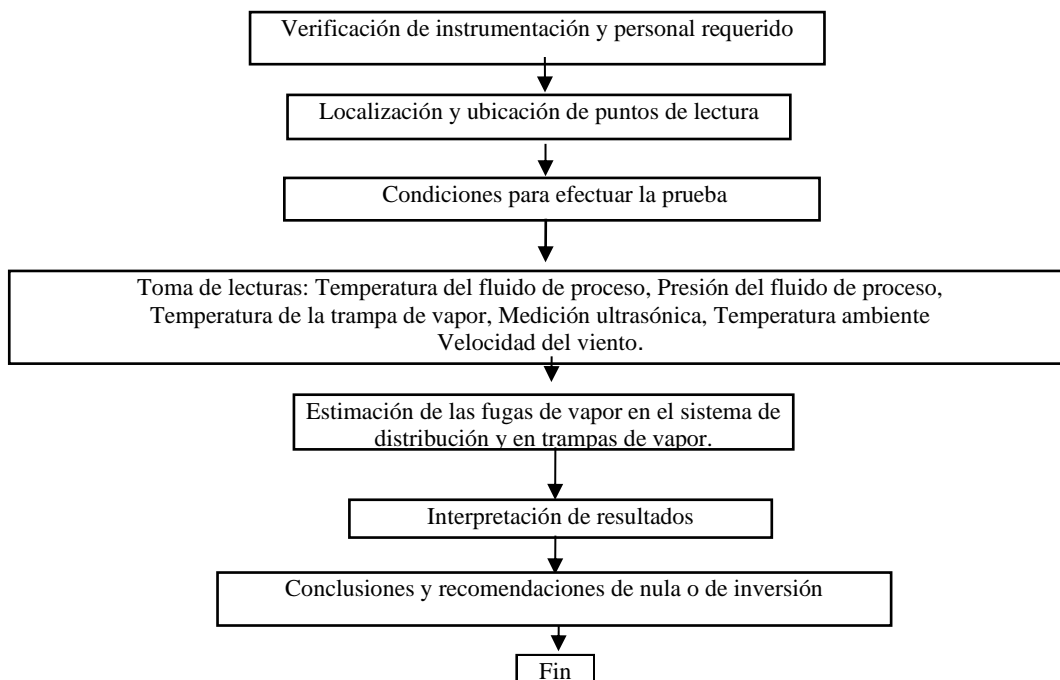 Verificación de instrumentación y personal requerido
Localización y ubicación de puntos de lectura
Condiciones para efectuar la prueba
Toma de lecturas: Temperatura del fluido de proceso, Presión del fluido de proceso,
Temperatura de la trampa de vapor, Medición ultrasónica, Temperatura ambiente
Velocidad del viento.
Estimación de las fugas de vapor en el sistema de
distribución y en trampas de vapor.
Interpretación de resultados
Conclusiones y recomendaciones de nula o de inversión
Fin